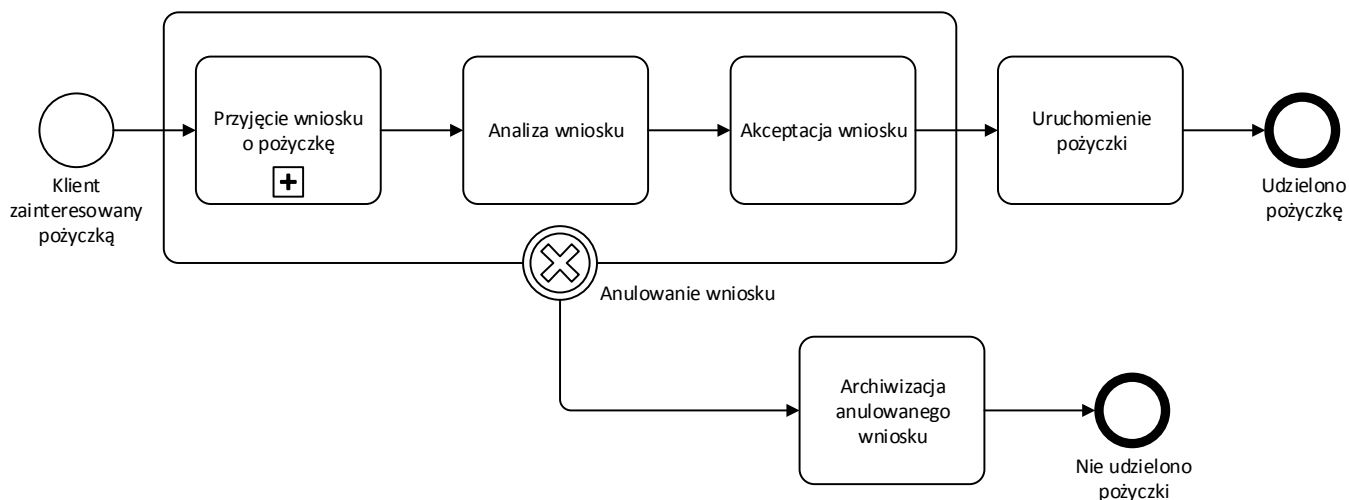 Klient
zainteresowany
pożyczką
Przyjęcie wniosku
o pożyczkę
Analiza wniosku
Akceptacja wniosku
Uruchomienie
pożyczki
Udzielono
pożyczkę
Anulowanie wniosku
Archiwizacja
anulowanego
wniosku
Nie udzielono
pożyczki